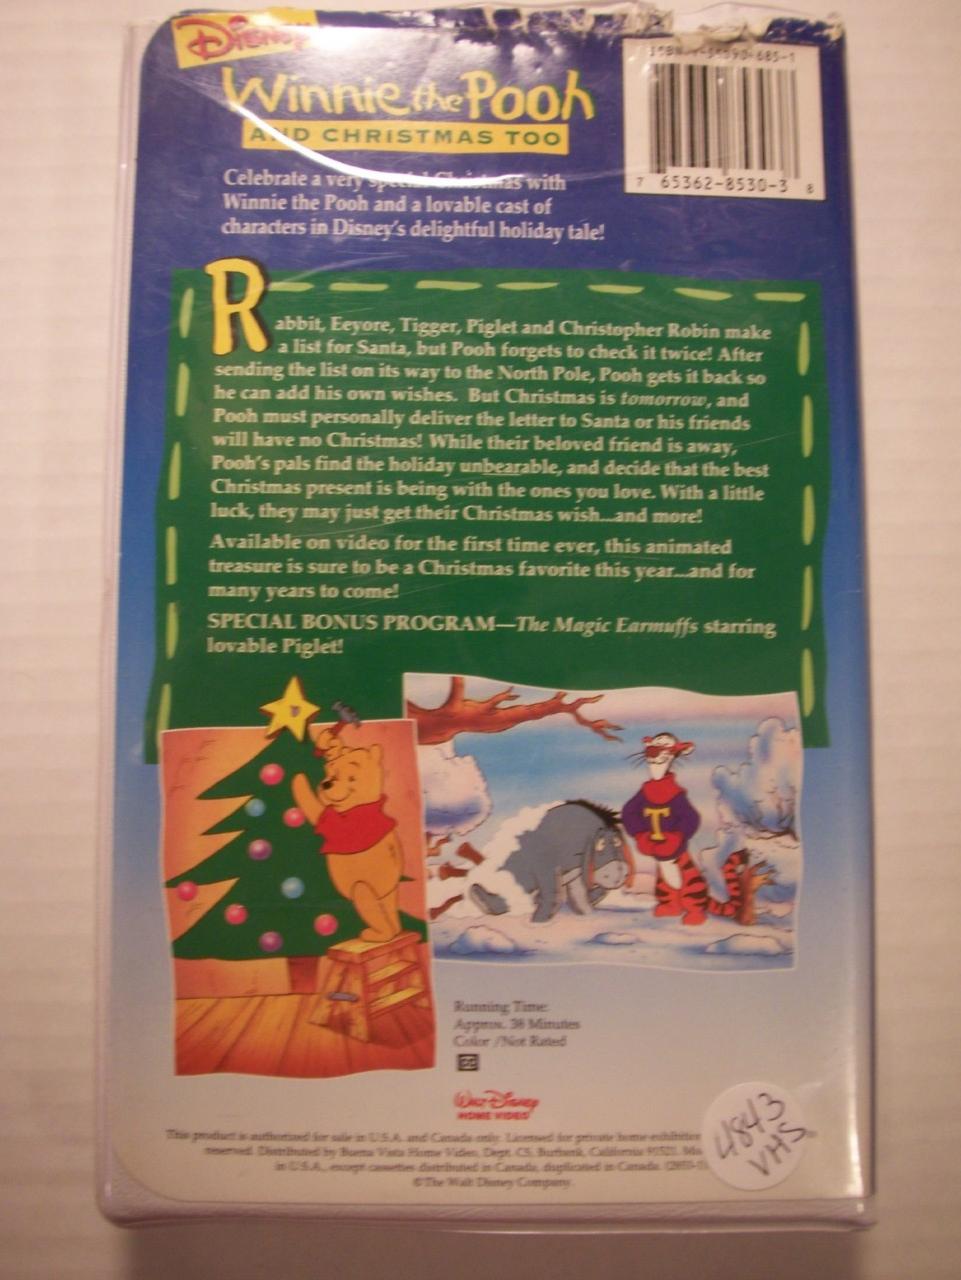 Disney
Winnie the Pooh
AND CHRISTMAS TOO
7 65362-8530-3 8
Celebrate a very special Christmas with
Winnie the Pooh and a lovable cast of
characters in Disney's delightful holiday tale!
Rabbit, Eeyore, Tigger, Piglet and Christopher Robin make
a list for Santa, but Pooh forgets to check it twice! After
sending the list on its way to the North Pole, Pooh gets it back so
he can add his own wishes. But Christmas is tomorrow, and
Pooh must personally deliver the letter to Santa or his friends
will have no Christmas! While their beloved friend is away,
Pooh's pals find the holiday unbearable, and decide that the best
Christmas present is being with the ones you love. With a little
luck, they may just get their Christmas wish...and more!
Available on video for the first time ever, this animated
treasure is sure to be a Christmas favorite this year...and for
many years to come!
SPECIAL BONUS PROGRAM—The Magic Earmuffs starring
lovable Piglet!
T
Running Time:
Approx. 38 Minutes
Color /Not Rated
CC
Walt Disney
HOME VIDEO
This product is authorized for sale in U.S.A. and Canada only. Licensed for private home exhibition
reserved. Distributed by Buena Vista Home Video, Dept. CS, Burbank, California 91521.
in U.S.A., except cassettes distributed in Canada, duplicated in Canada.
© The Walt Disney Company.
4843
VHS